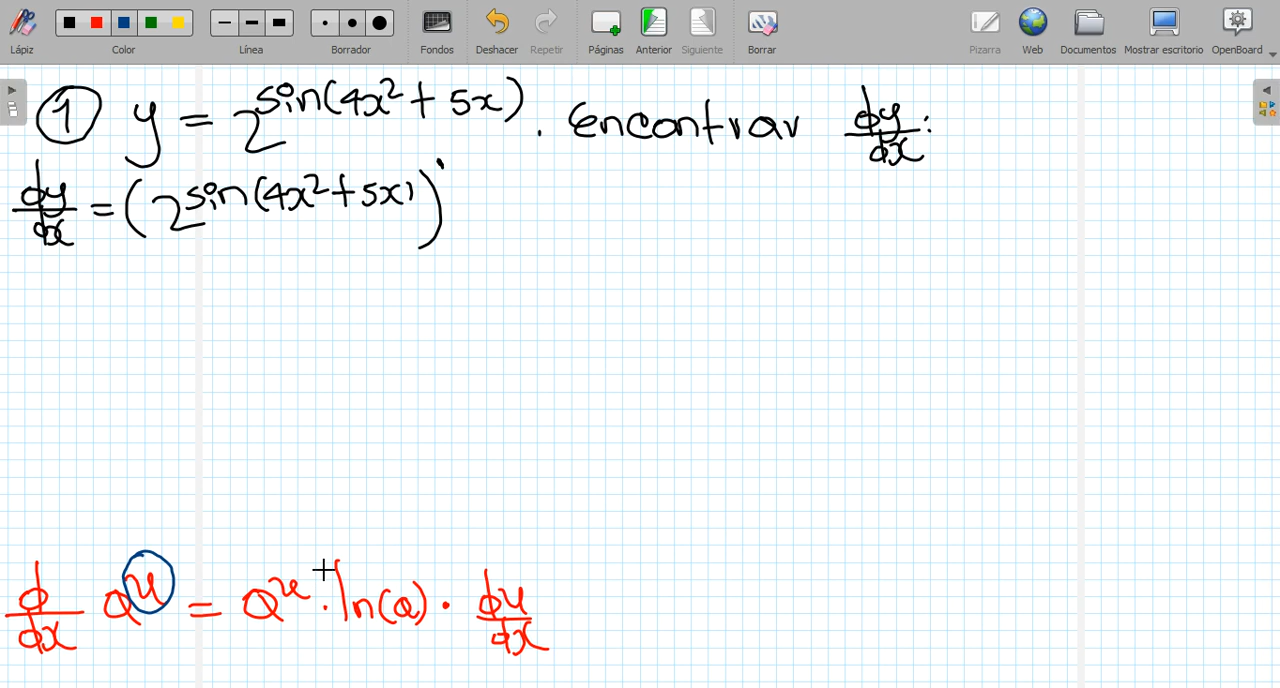 Lápiz Color Línea Borrador Fondos Deshacer Repetir Páginas Anterior Siguiente Borrar Pizarra Web Documentos Mostrar escritorio OpenBoard
① y = 2^sin(4x²+5x). encontrar dy/dx:
dy/dx = (2^sin(4x²+5x))'
d/dx a^u = a^u · ln(a) · du/dx